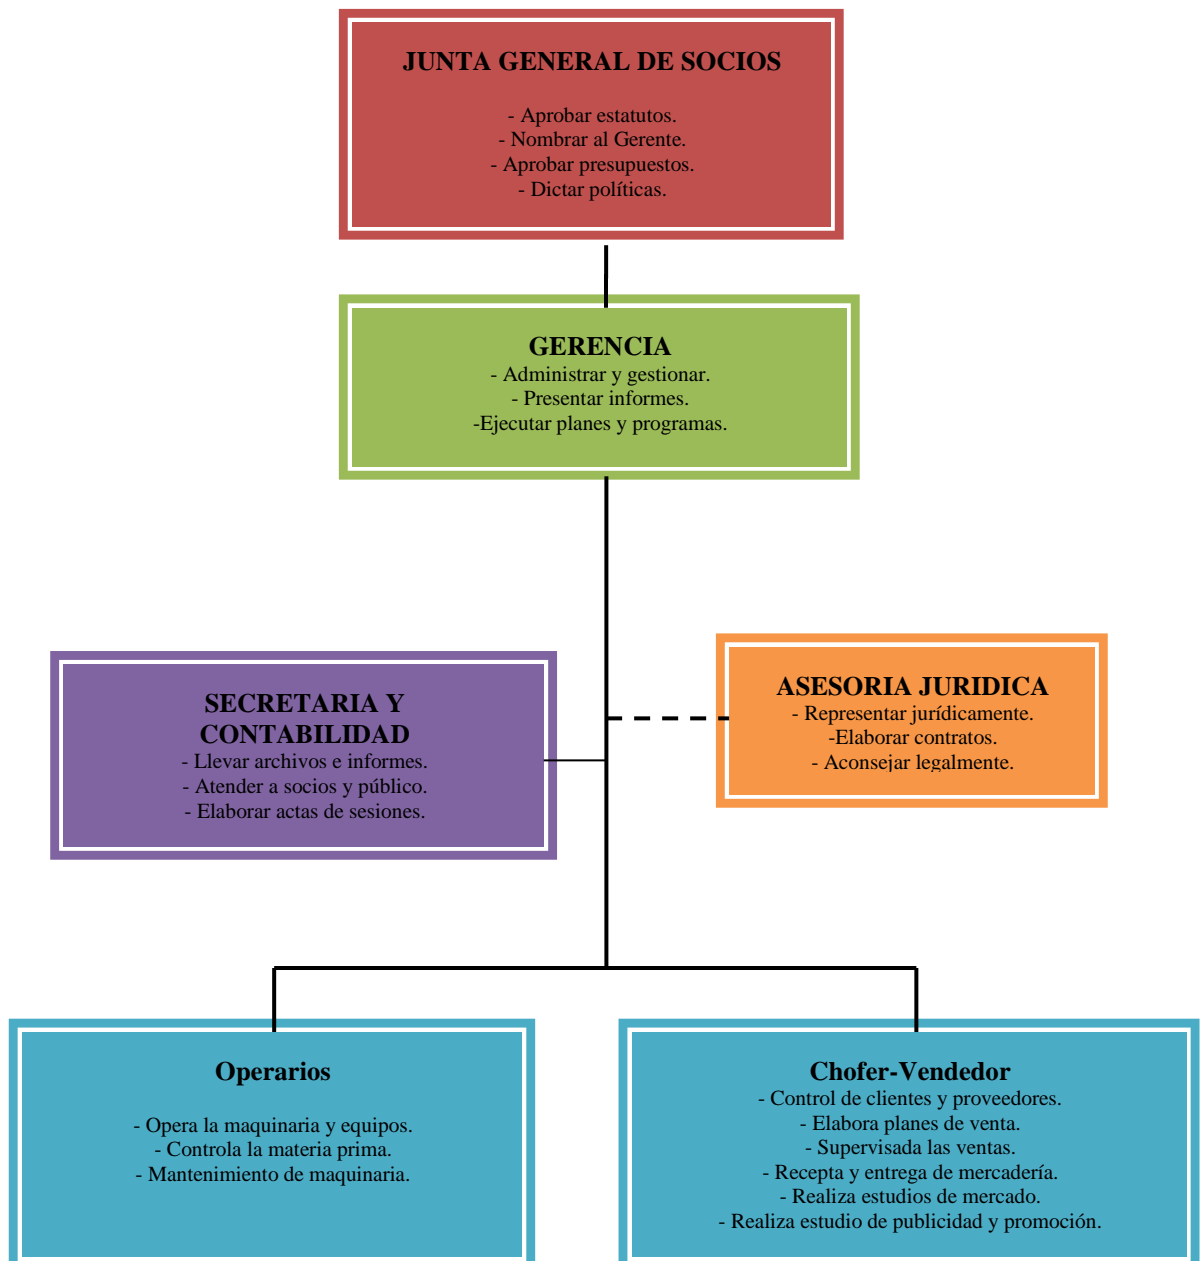 JUNTA GENERAL DE SOCIOS
- Aprobar estatutos.
- Nombrar al Gerente.
- Aprobar presupuestos.
- Dictar políticas.
GERENCIA
- Administrar y gestionar.
- Presentar informes.
-Ejecutar planes y programas.
SECRETARIA Y
CONTABILIDAD
- Llevar archivos e informes.
- Atender a socios y público.
- Elaborar actas de sesiones.
ASESORIA JURIDICA
- Representar jurídicamente.
-Elaborar contratos.
- Aconsejar legalmente.
Operarios
- Opera la maquinaria y equipos.
- Controla la materia prima.
- Mantenimiento de maquinaria.
Chofer-Vendedor
- Control de clientes y proveedores.
- Elabora planes de venta.
- Supervisada las ventas.
- Recepta y entrega de mercadería.
- Realiza estudios de mercado.
- Realiza estudio de publicidad y promoción.